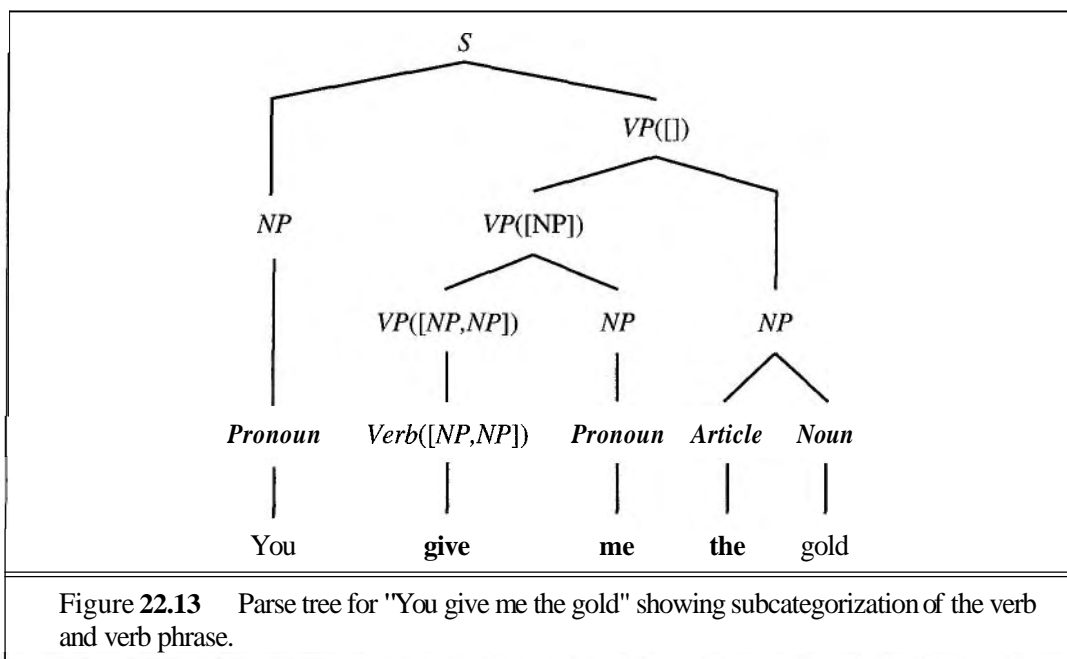 S
VP([])
NP VP([NP])
VP([NP,NP]) NP NP
Pronoun Verb([NP,NP]) Pronoun Article Noun
You give me the gold
Figure 22.13 Parse tree for "You give me the gold" showing subcategorization of the verb
and verb phrase.